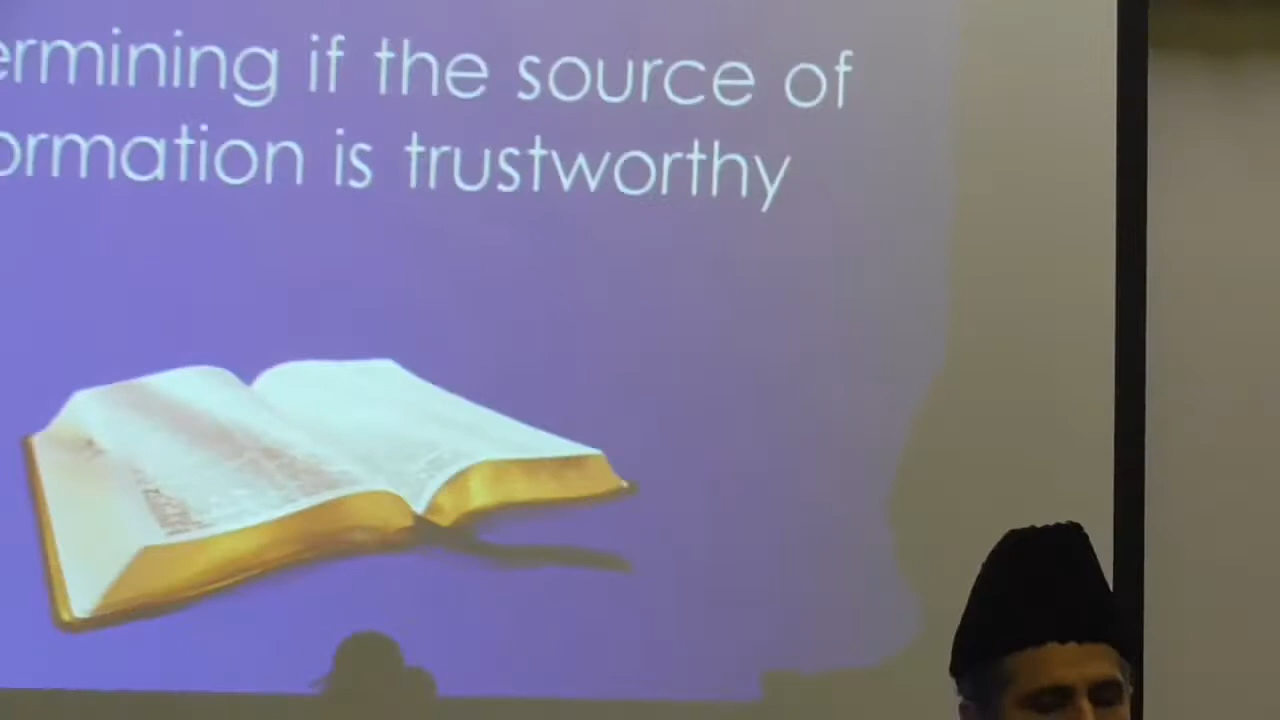 ermining if the source of
ormation is trustworthy